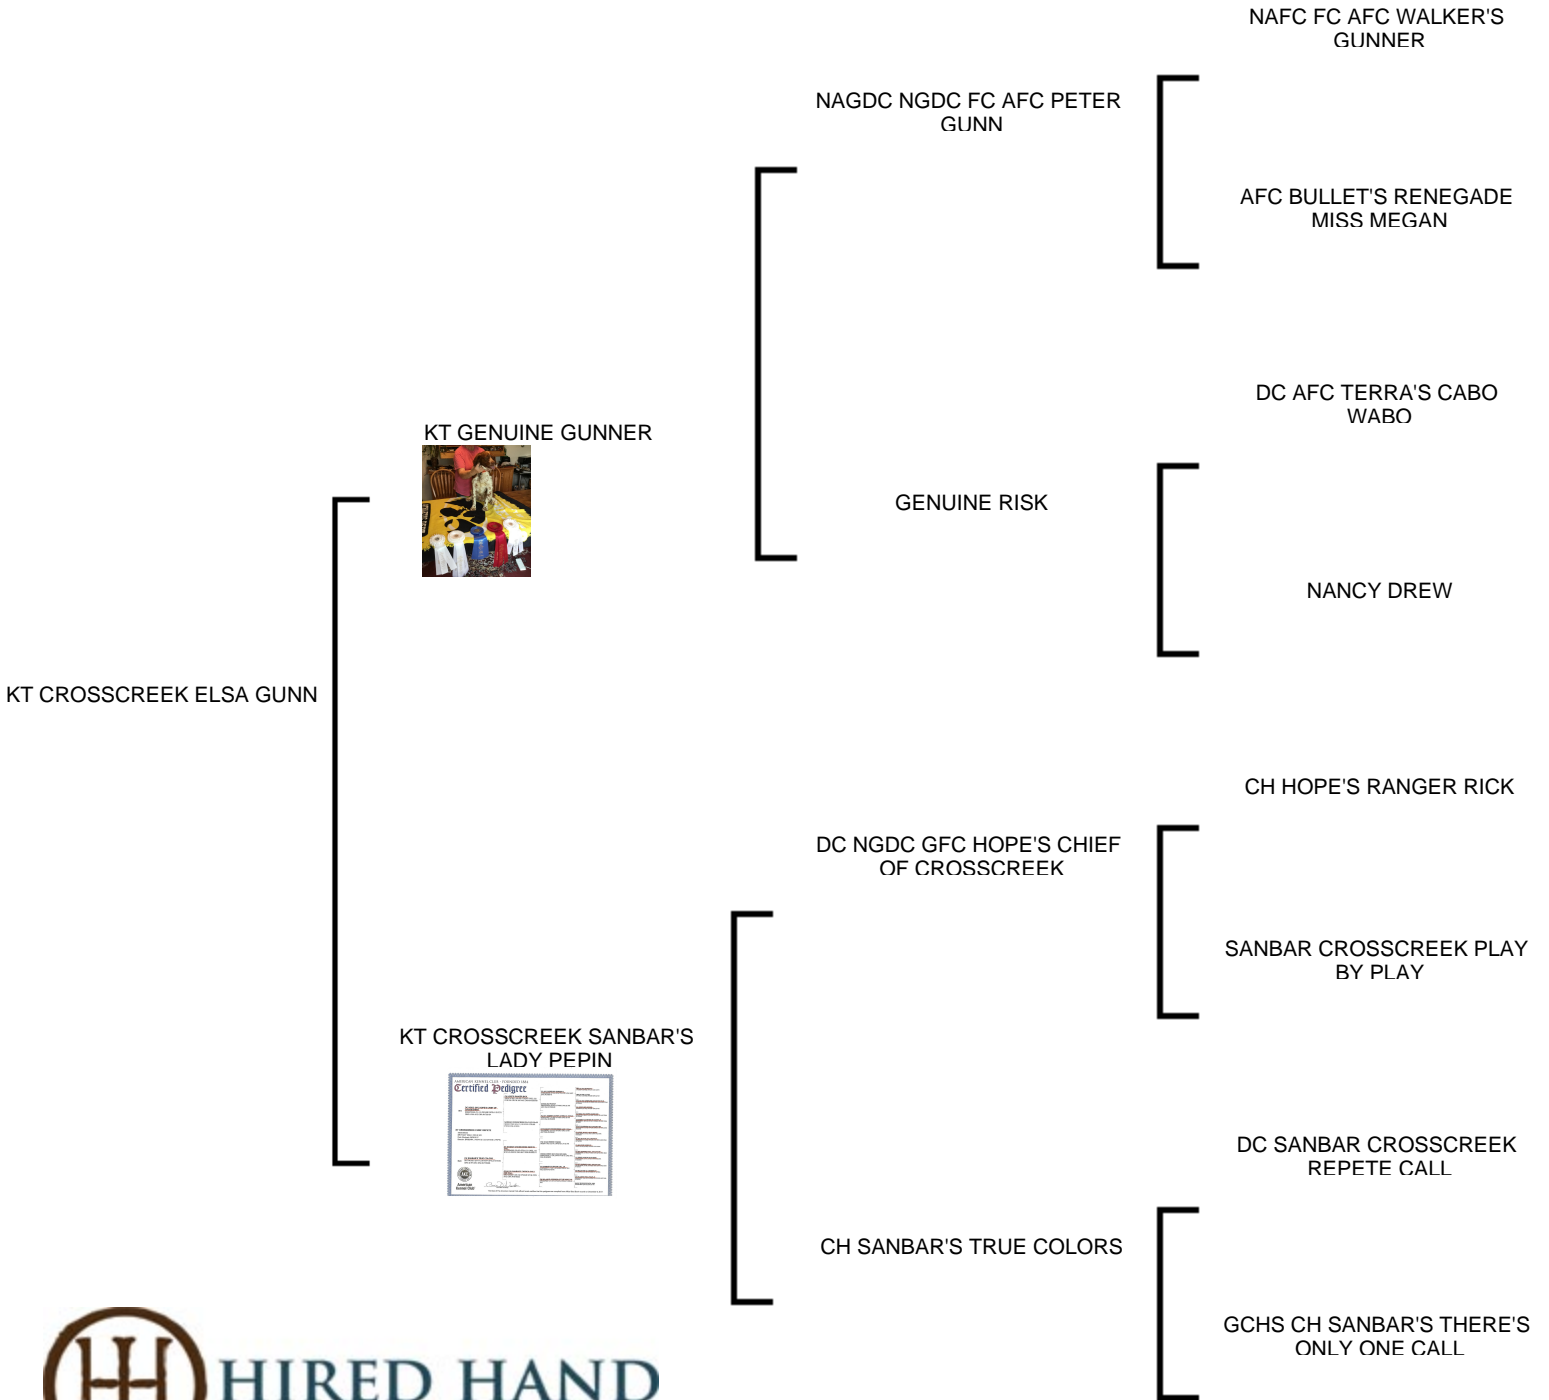 NAFC FC AFC WALKER'S
GUNNER
NAGDC NGDC FC AFC PETER
GUNN
AFC BULLET'S RENEGADE
MISS MEGAN
DC AFC TERRA'S CABO
WABO
KT GENUINE GUNNER
GENUINE RISK
NANCY DREW
KT CROSSCREEK ELSA GUNN
CH HOPE'S RANGER RICK
DC NGDC GFC HOPE'S CHIEF
OF CROSSCREEK
SANBAR CROSSCREEK PLAY
BY PLAY
KT CROSSCREEK SANBAR'S
LADY PEPIN
Certified Pedigree
American
Kennel Club
DC SANBAR CROSSCREEK
REPETE CALL
CH SANBAR'S TRUE COLORS
GCHS CH SANBAR'S THERE'S
ONLY ONE CALL
HIRED HAND